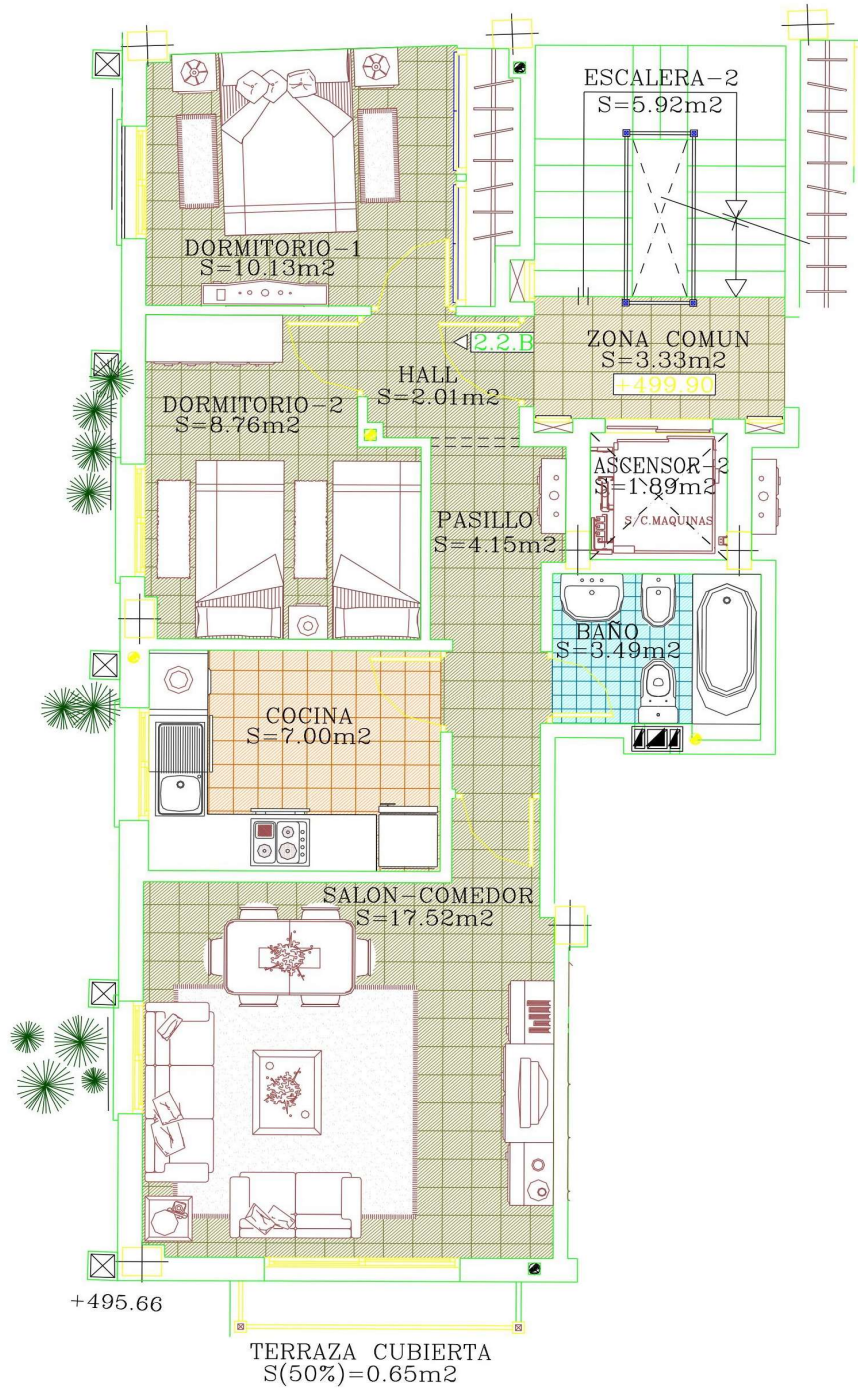 ESCALERA-2
S=5.92m2
DORMITORIO-1
S=10.13m2
ZONA COMUN
S=3.33m2
+499.90
2.2.B
HALL
S=2.01m2
DORMITORIO-2
S=8.76m2
ASCENSOR-2
S=1.89m2
S/C.MAQUINAS
PASILLO
S=4.15m2
BAÑO
S=3.49m2
COCINA
S=7.00m2
SALON-COMEDOR
S=17.52m2
+495.66
TERRAZA CUBIERTA
S(50%)=0.65m2